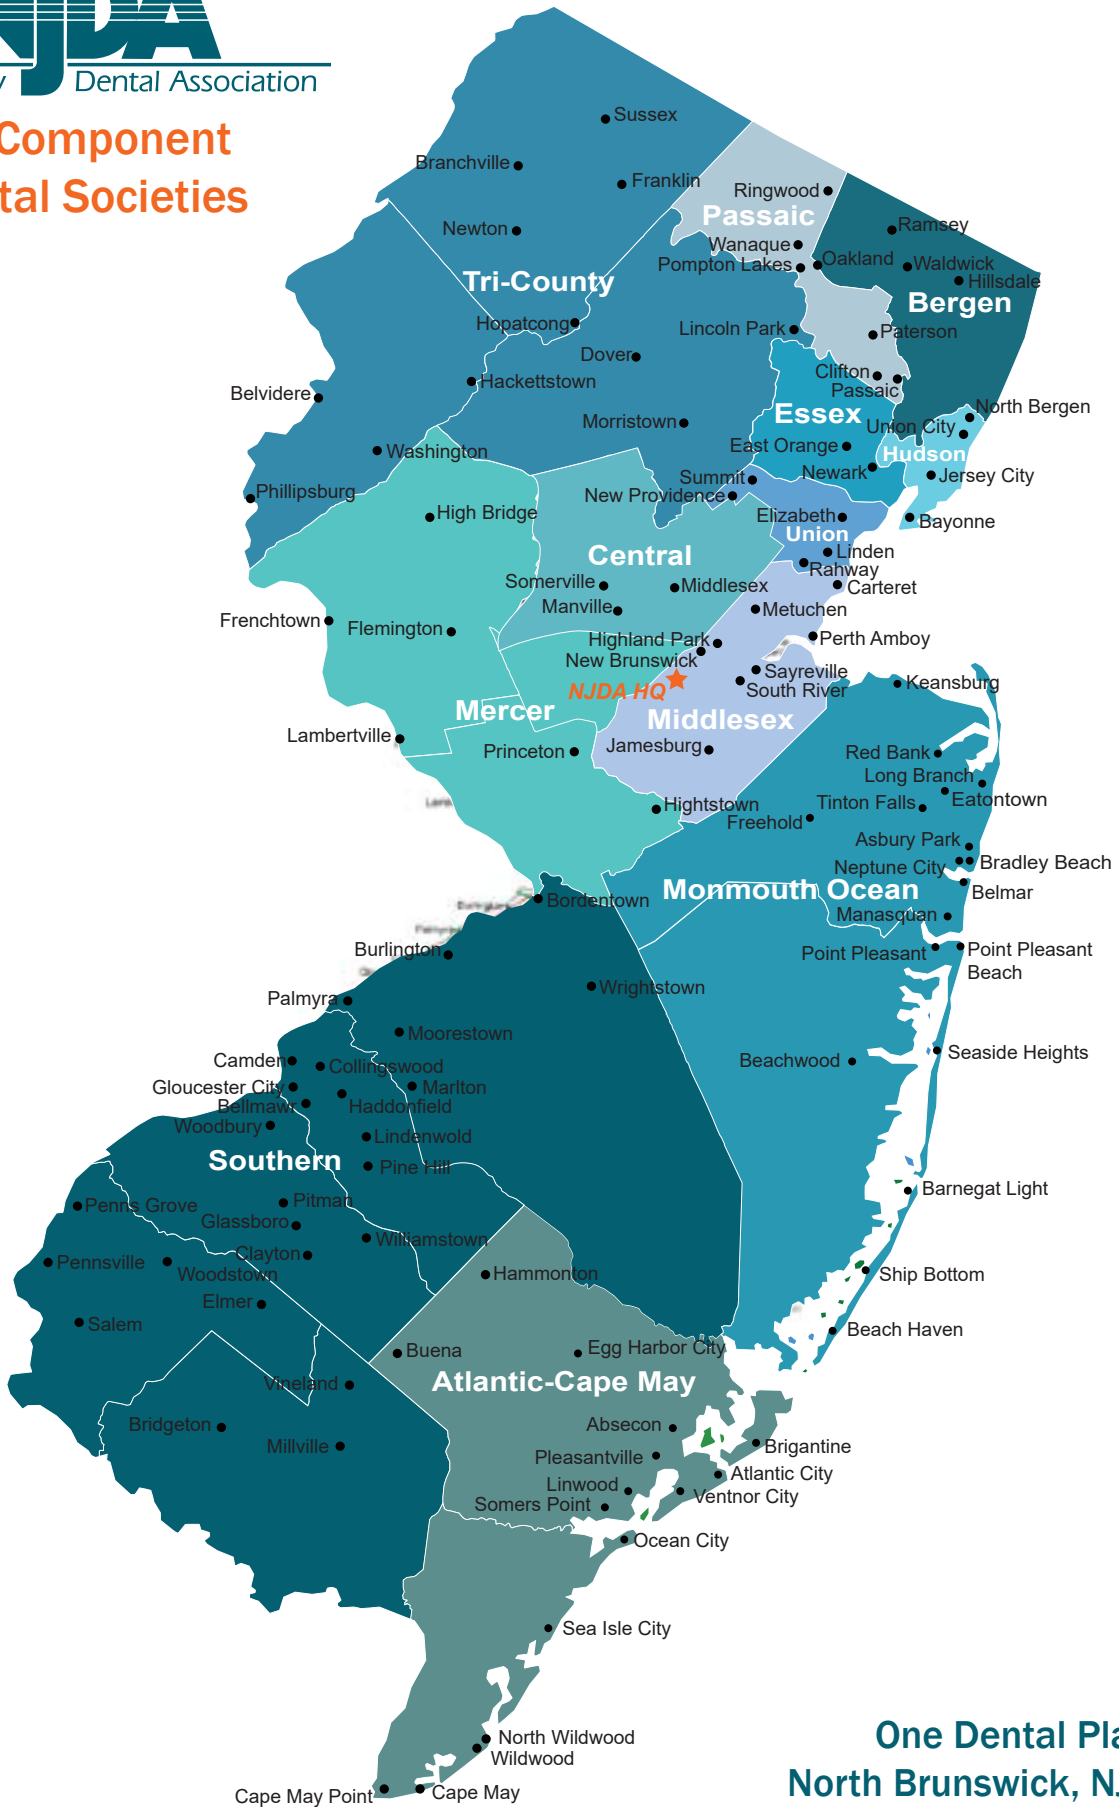 NJDA
Dental Association
Component
tal Societies
Sussex
Branchville
Franklin
Ringwood
Passaic
Newton
Ramsey
Wanaque
Pompton Lakes
Oakland
Waldwick
Hillsdale
Tri-County
Bergen
Hopatcong
Lincoln Park
Paterson
Dover
Clifton
Passaic
Hackettstown
Belvidere
Essex
North Bergen
Morristown
Union City
East Orange
Hudson
Washington
Newark
Jersey City
Summit
New Providence
Phillipsburg
High Bridge
Elizabeth
Bayonne
Union
Central
Linden
Rahway
Somerville
Middlesex
Carteret
Manville
Metuchen
Frenchtown
Flemington
Highland Park
Perth Amboy
New Brunswick
Sayreville
NJDA HQ
South River
Keansburg
Mercer
Middlesex
Lambertville
Princeton
Jamesburg
Red Bank
Long Branch
Eatontown
Hightstown
Tinton Falls
Freehold
Asbury Park
Neptune City
Bradley Beach
Monmouth Ocean
Belmar
Bordentown
Manasquan
Burlington
Point Pleasant
Point Pleasant
Beach
Wrightstown
Palmyra
Moorestown
Camden
Collingswood
Beachwood
Seaside Heights
Gloucester City
Marlton
Bellmawr
Haddonfield
Woodbury
Lindenwold
Southern
Pine Hill
Barnegat Light
Penns Grove
Pitman
Glassboro
Williamstown
Clayton
Pennsville
Woodstown
Hammonton
Ship Bottom
Elmer
Salem
Beach Haven
Buena
Egg Harbor City
Vineland
Atlantic-Cape May
Bridgeton
Absecon
Millville
Brigantine
Pleasantville
Atlantic City
Linwood
Ventnor City
Somers Point
Ocean City
Sea Isle City
North Wildwood
Wildwood
Cape May Point
Cape May
One Dental Pla
North Brunswick, N